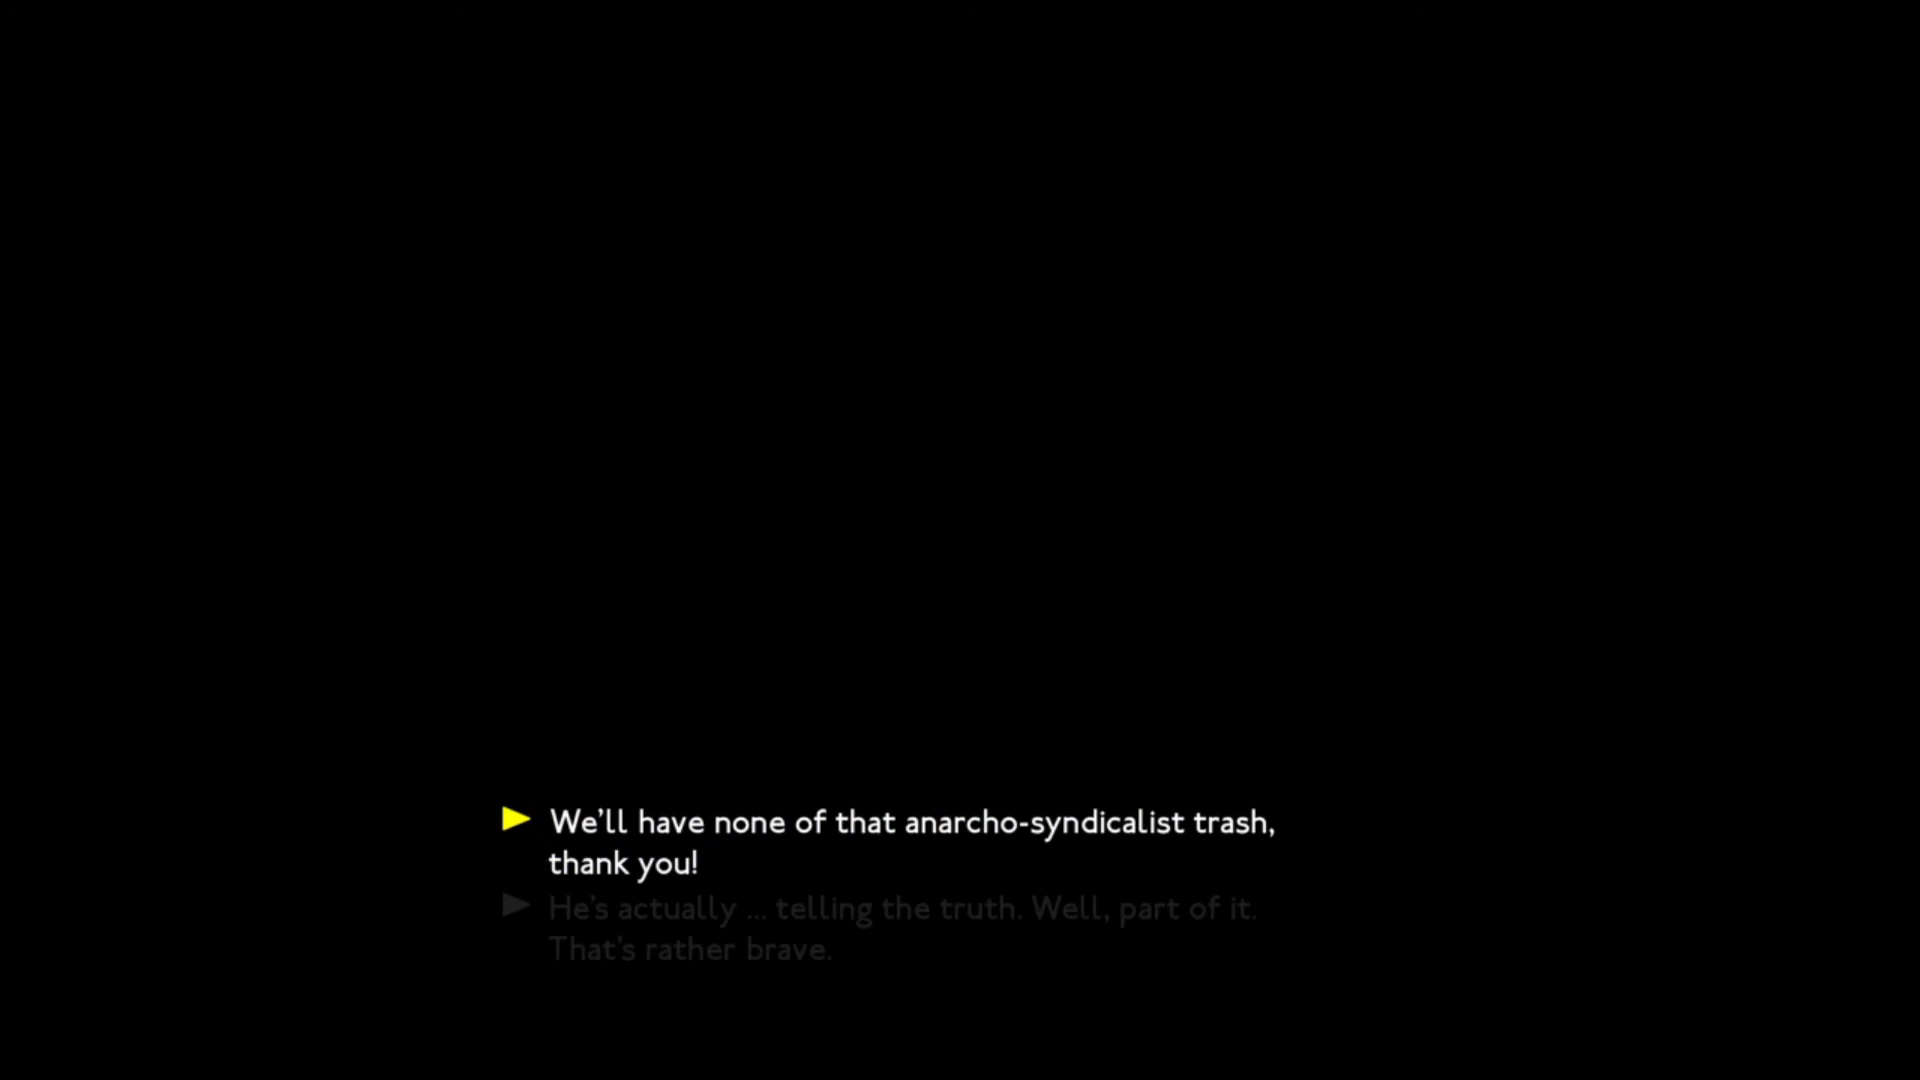 We'll have none of that anarcho-syndicalist trash,
thank you!
He's actually ... telling the truth. Well, part of it.
That's rather brave.